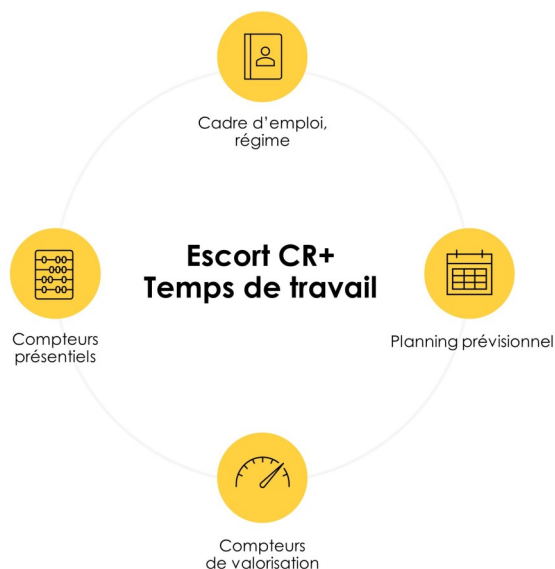 Cadre d’emploi,
régime
Escort CR+
Temps de travail
Compteurs
présentiels
Planning prévisionnel
Compteurs
de valorisation